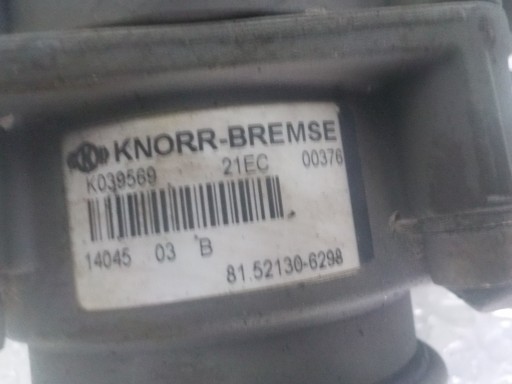 KNORR-BREMSE
K039569 21EC 00376
14045 03 B
81.52130-6298